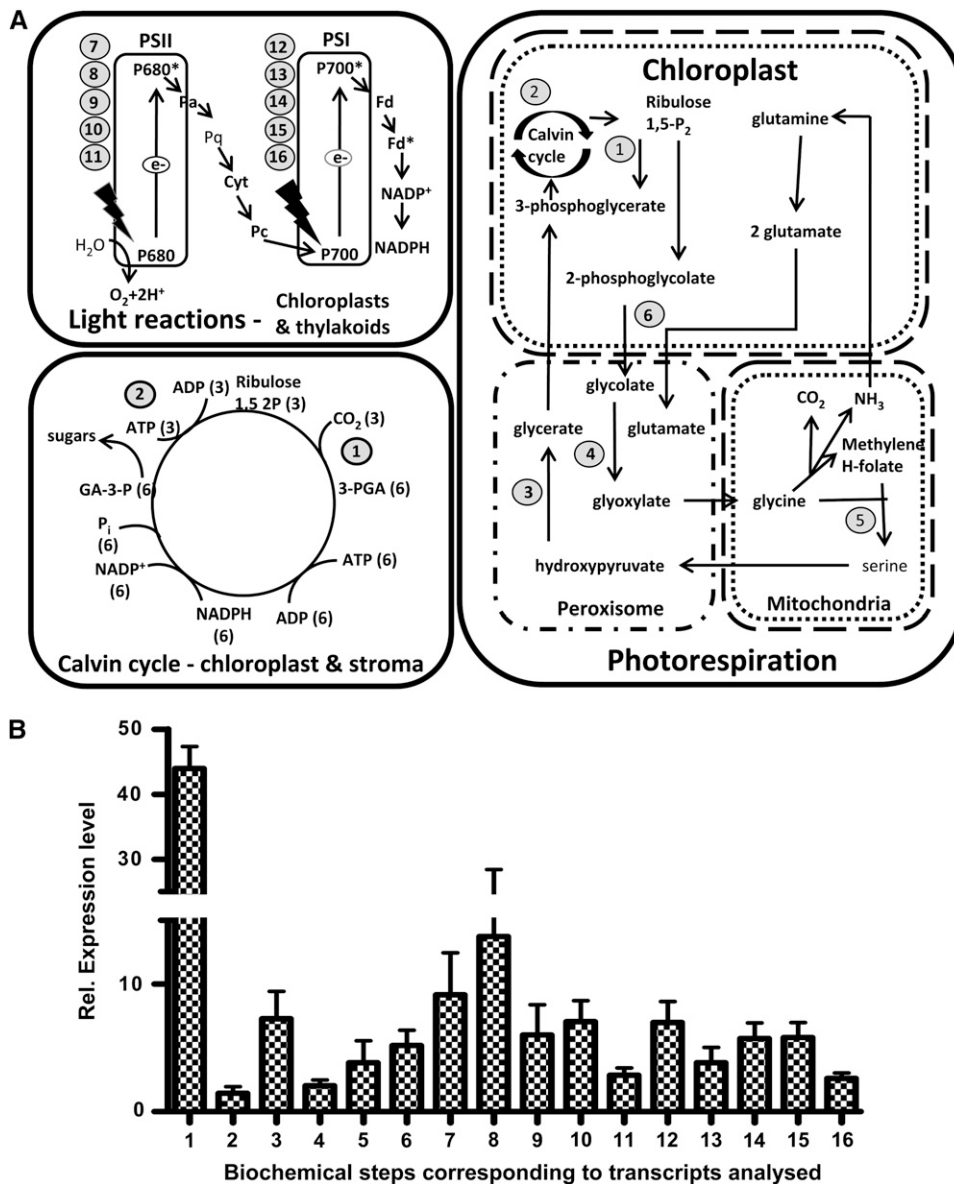 A
7
8
9
10
11
PSII
P680*
Pa
Pq
Cyt
Pc
e-
P680
H2O
O2+2H+
12
13
14
15
16
PSI
P700*
Fd
Fd*
NADP+
NADPH
e-
P700
Light reactions - Chloroplasts
& thylakoids
2
ADP (3)
Ribulose
1,5 2P (3)
ATP (3)
CO2 (3)
sugars
1
GA-3-P (6)
3-PGA (6)
Pi
(6)
ATP (6)
NADP+
(6)
NADPH
(6)
ADP (6)
Calvin cycle - chloroplast & stroma
Chloroplast
2
Calvin
cycle
Ribulose
1,5-P2
1
glutamine
3-phosphoglycerate
2 glutamate
2-phosphoglycolate
6
glycolate
glycerate
glutamate
4
3
glyoxylate
hydroxypyruvate
Peroxisome
CO2
NH3
Methylene
H-folate
glycine
5
serine
Mitochondria
Photorespiration
B
Rel. Expression level
50
40
30
10
0
1 2 3 4 5 6 7 8 9 10 11 12 13 14 15 16
Biochemical steps corresponding to transcripts analysed